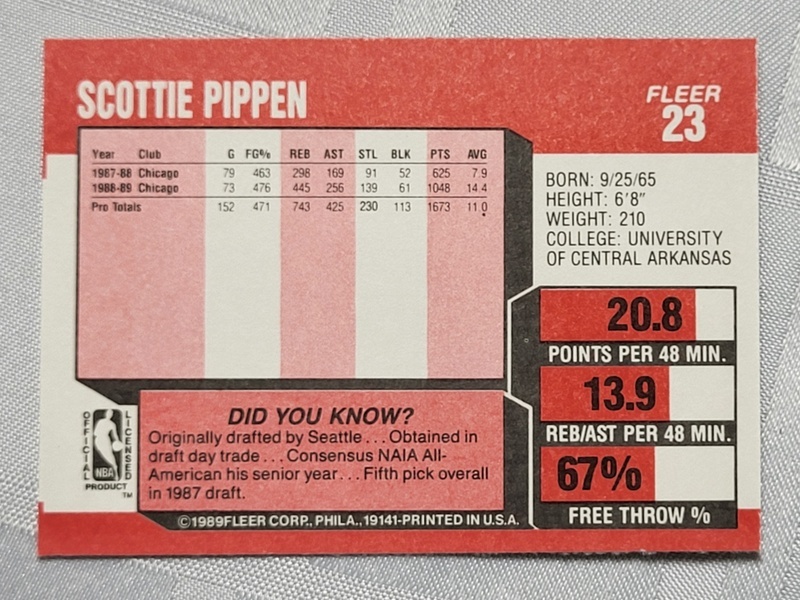 SCOTTIE PIPPEN
FLEER
23
Year Club G FG% REB AST STL BLK PTS AVG
1987-88 Chicago 79 463 298 169 91 52 625 7.9
1988-89 Chicago 73 476 445 256 139 61 1048 14.4
Pro Totals 152 471 743 425 230 113 1673 11.0
BORN: 9/25/65
HEIGHT: 6'8"
WEIGHT: 210
COLLEGE: UNIVERSITY
OF CENTRAL ARKANSAS
20.8
POINTS PER 48 MIN.
13.9
REB/AST PER 48 MIN.
67%
FREE THROW %
DID YOU KNOW?
Originally drafted by Seattle . . . Obtained in
draft day trade . . . Consensus NAIA All-
American his senior year . . . Fifth pick overall
in 1987 draft.
OFFICIAL
LICENSED
NBA
PRODUCT
TM
©1989 FLEER CORP., PHILA., 19141-PRINTED IN U.S.A.